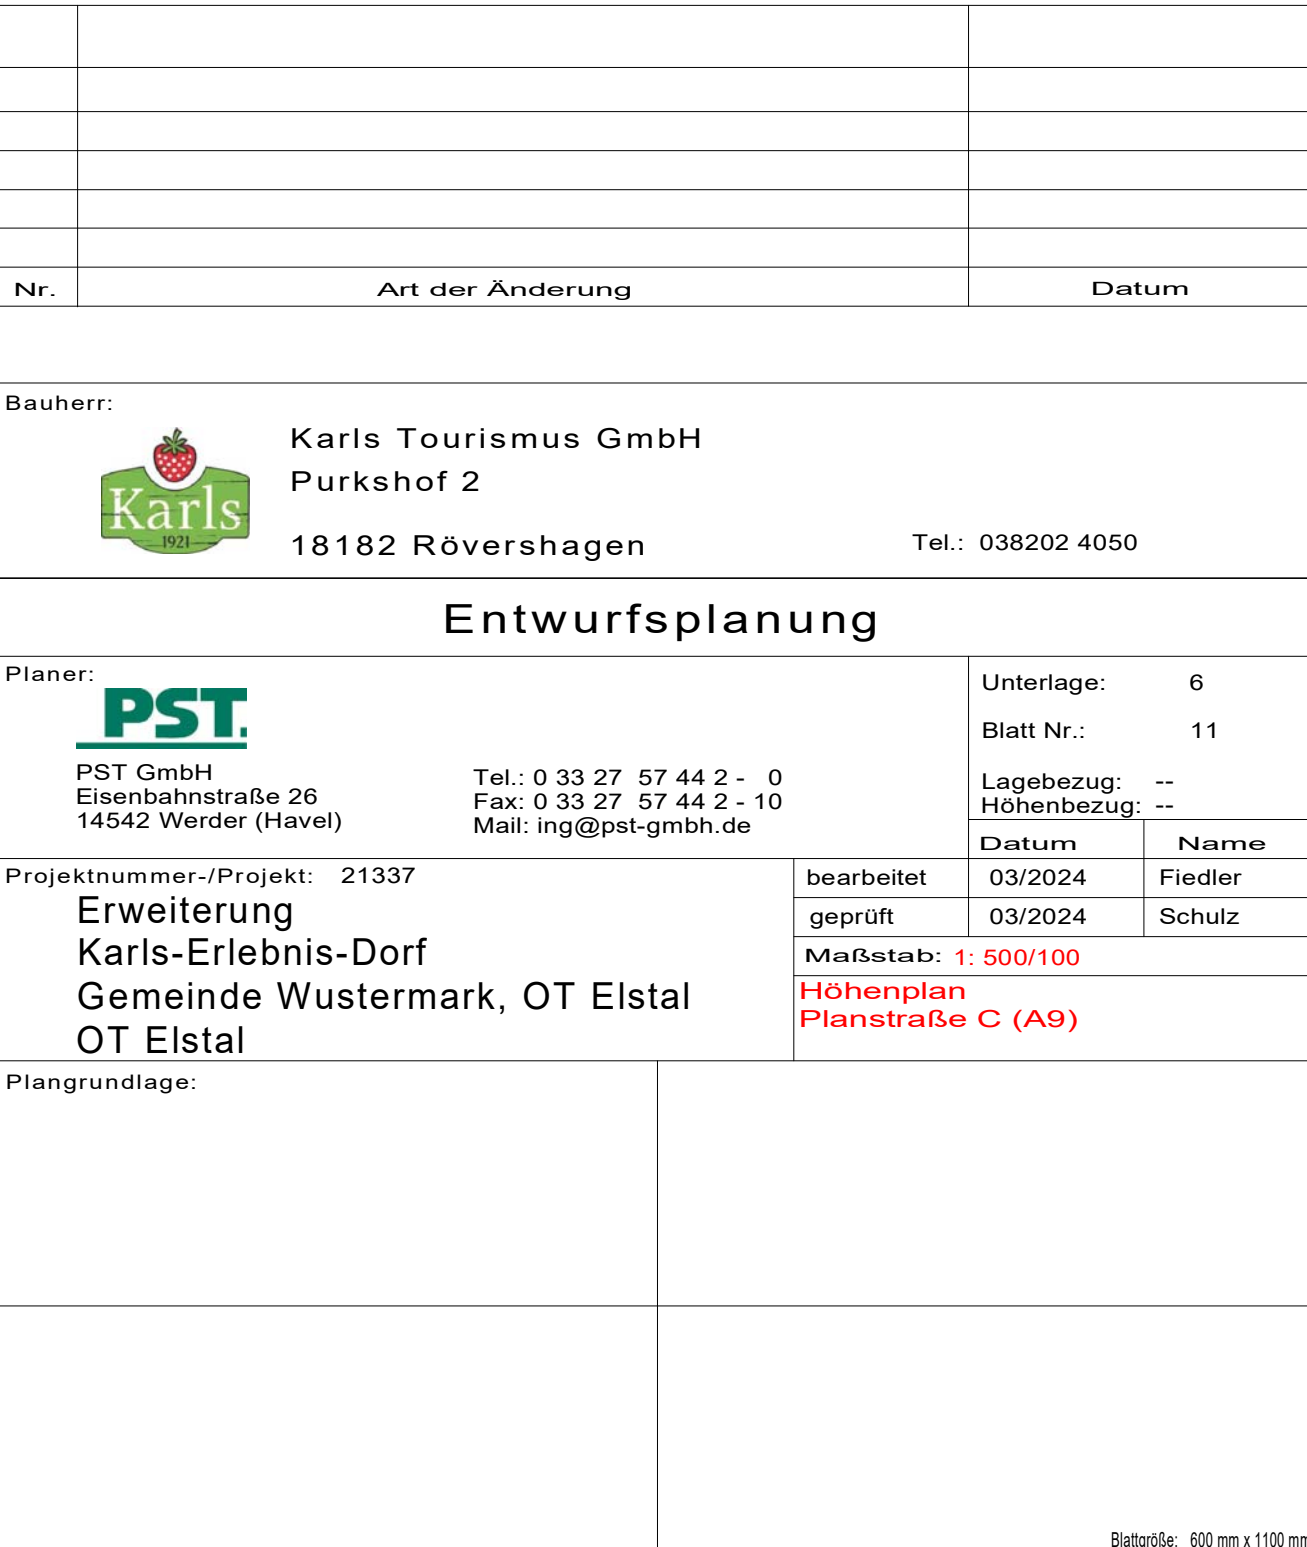 Nr. Art der Änderung Datum
Bauherr:
Karls
1921
Karls Tourismus GmbH
Purkshof 2
18182 Rövershagen Tel.: 038202 4050
Entwurfsplanung
Planer:
PST.
PST GmbH
Eisenbahnstraße 26
14542 Werder (Havel)
Tel.: 0 33 27 57 44 2 - 0
Fax: 0 33 27 57 44 2 - 10
Mail: ing@pst-gmbh.de
Unterlage: 6
Blatt Nr.: 11
Lagebezug: --
Höhenbezug: --
Datum Name
bearbeitet 03/2024 Fiedler
geprüft 03/2024 Schulz
Projektnummer-/Projekt: 21337
Erweiterung
Karls-Erlebnis-Dorf
Gemeinde Wustermark, OT Elstal
OT Elstal
Maßstab: 1: 500/100
Höhenplan
Planstraße C (A9)
Plangrundlage:
Blattgröße: 600 mm x 1100 mm